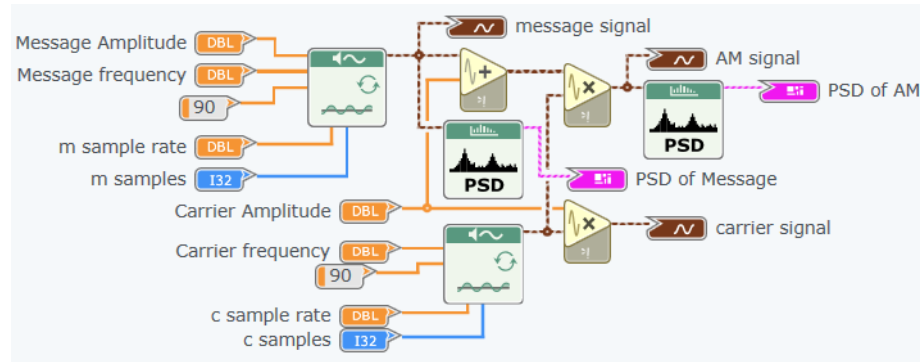 message signal
Message Amplitude DBL
AM signal
Message frequency DBL
PSD of AM
90
m sample rate DBL
PSD
m samples I32
PSD
PSD of Message
Carrier Amplitude DBL
carrier signal
Carrier frequency DBL
90
c sample rate DBL
c samples I32